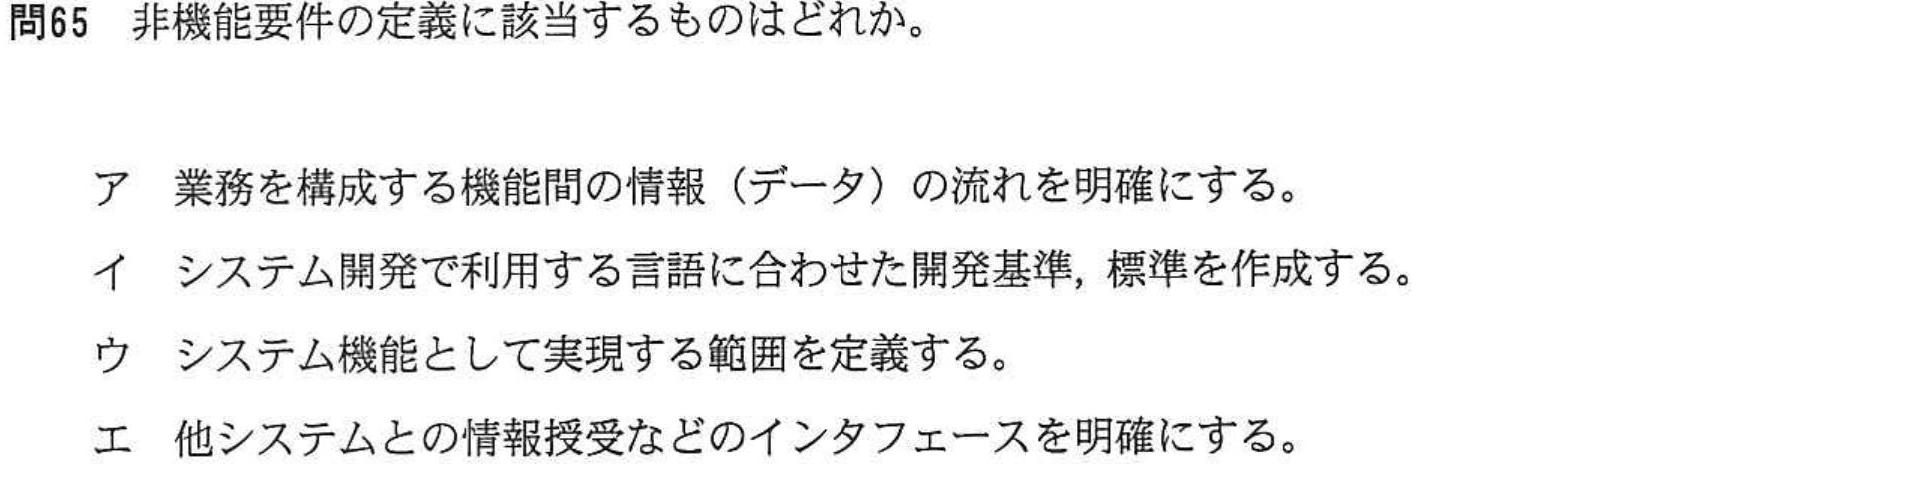 問65 非機能要件の定義に該当するものはどれか。
ア 業務を構成する機能間の情報（データ）の流れを明確にする。
イ システム開発で利用する言語に合わせた開発基準，標準を作成する。
ウ システム機能として実現する範囲を定義する。
エ 他システムとの情報授受などのインタフェースを明確にする。